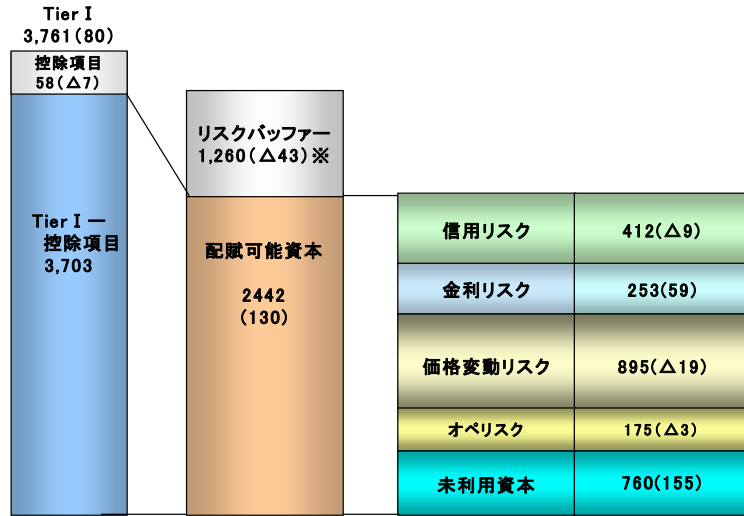 Tier Ⅰ
3,761(80)
控除項目
58(△7)
Tier Ⅰ －
控除項目
3,703
リスクバッファー
1,260(△43)※
配賦可能資本
2442
(130)
信用リスク 412(△9)
金利リスク 253(59)
価格変動リスク 895(△19)
オペリスク 175(△3)
未利用資本 760(155)